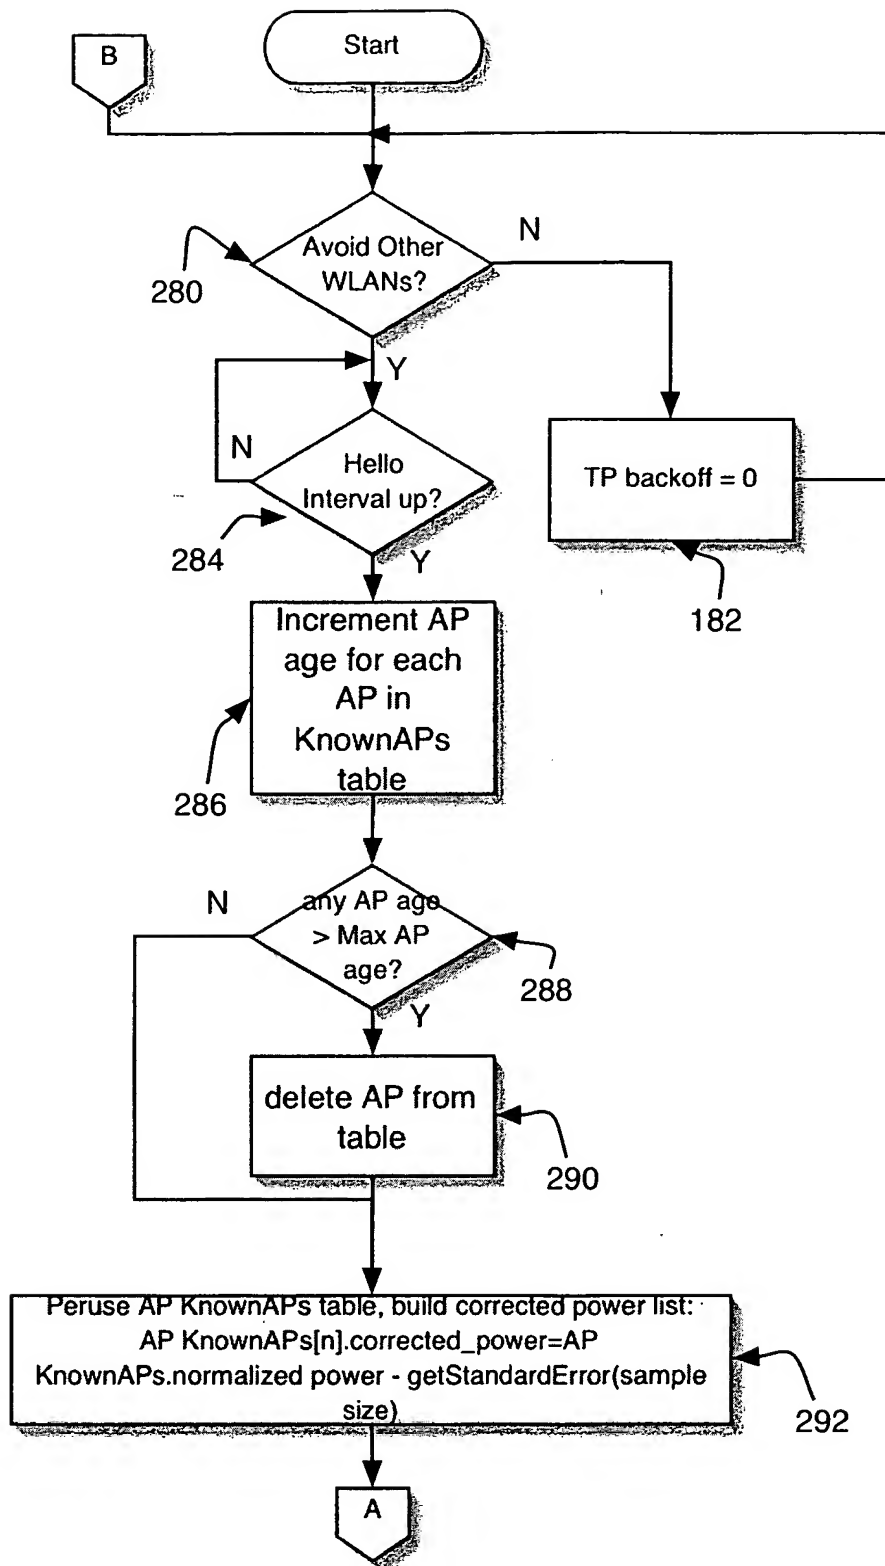 B
Start
Avoid Other
WLANs?
N
280
Y
N
Hello
Interval up?
TP backoff = 0
284
Y
182
Increment AP
age for each
AP in
KnownAPs
table
286
N
any AP age
> Max AP
age?
288
Y
delete AP from
table
290
Peruse AP KnownAPs table, build corrected power list:
AP KnownAPs[n].corrected_power=AP
KnownAPs.normalized power - getStandardError(sample
size)
292
A